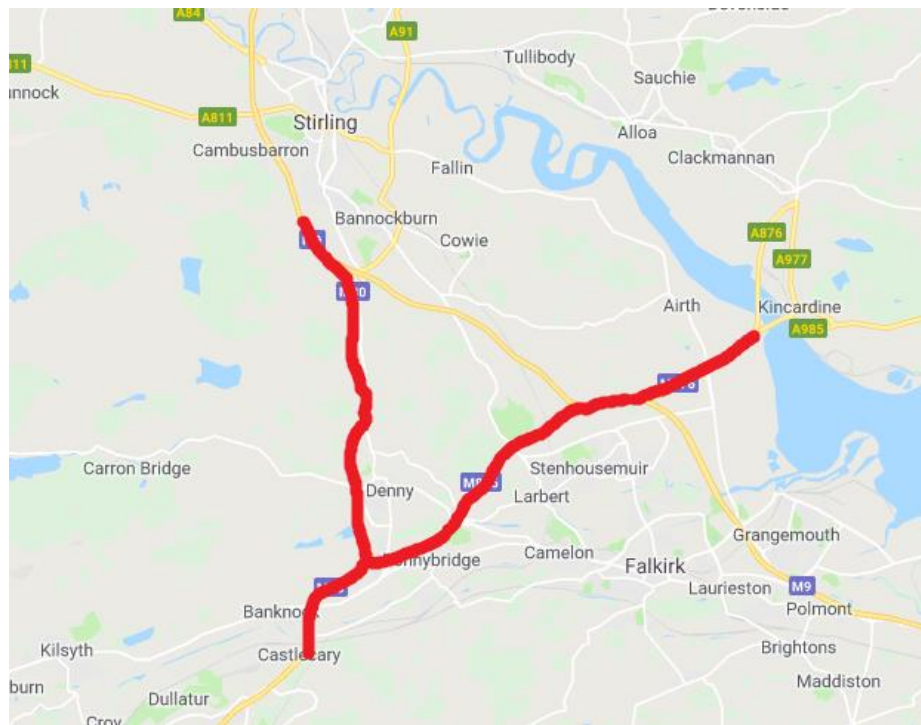 A84
A91
Tullibody
Sauchie
Stirling
A811
Alloa
Cambusbarron
Clackmannan
Fallin
Bannockburn
Cowie
A876
A977
Airth
Kincardine
A985
Carron Bridge
Stenhousemuir
Denny
Larbert
Grangemouth
Camelon
Falkirk
Laurieston
M9
Polmont
Banknock
Kilsyth
Castlecary
Brightons
Maddiston
Dullatur